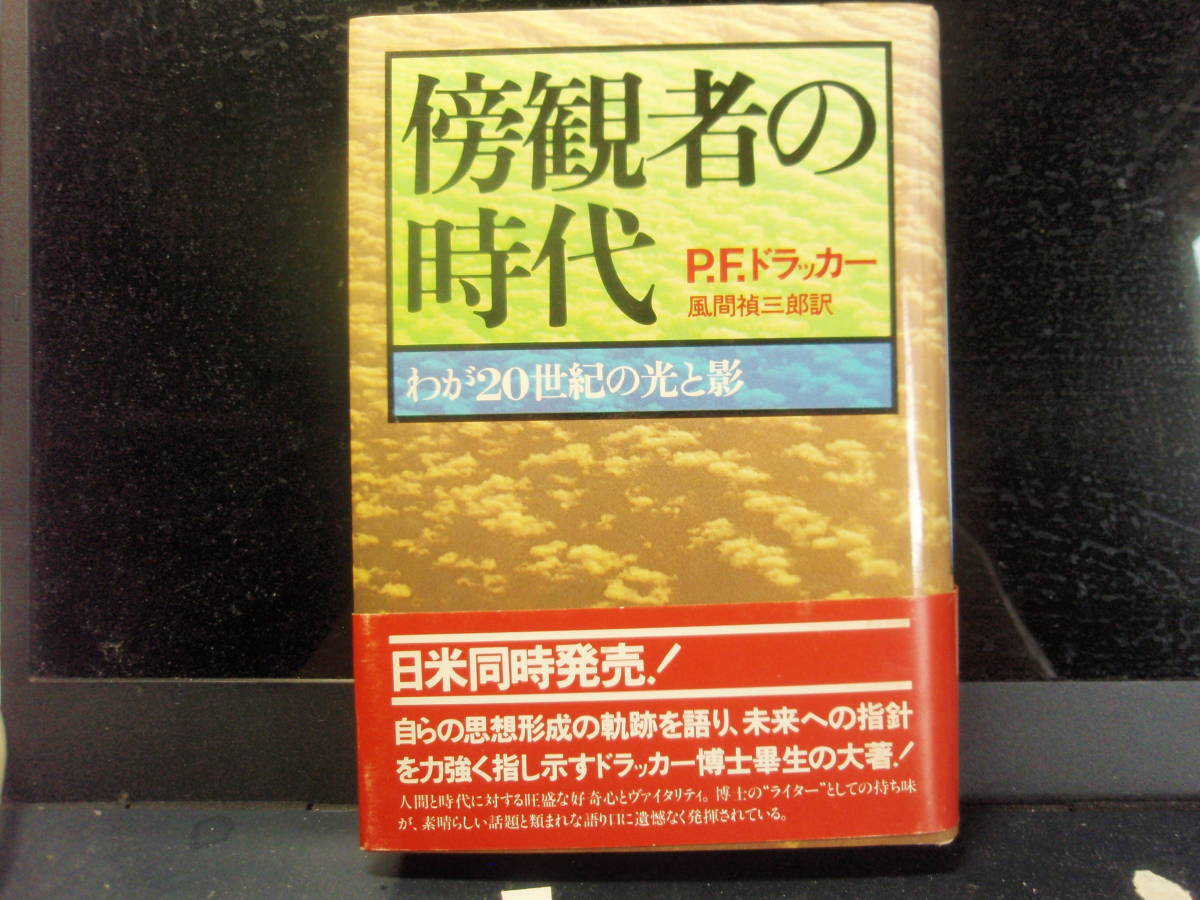 傍観者の
時代
P.F.ドラッカー
風間禎三郎訳
わが20世紀の光と影
日米同時発売!
自らの思想形成の軌跡を語り、未来への指針
を力強く指し示すドラッカー博士畢生の大著!
人間と時代に対する旺盛な好奇心とヴァイタリティ。博士の“ライター”としての持ち味
が、素晴らしい話題と類まれな語り口に遺憾なく発揮されている。